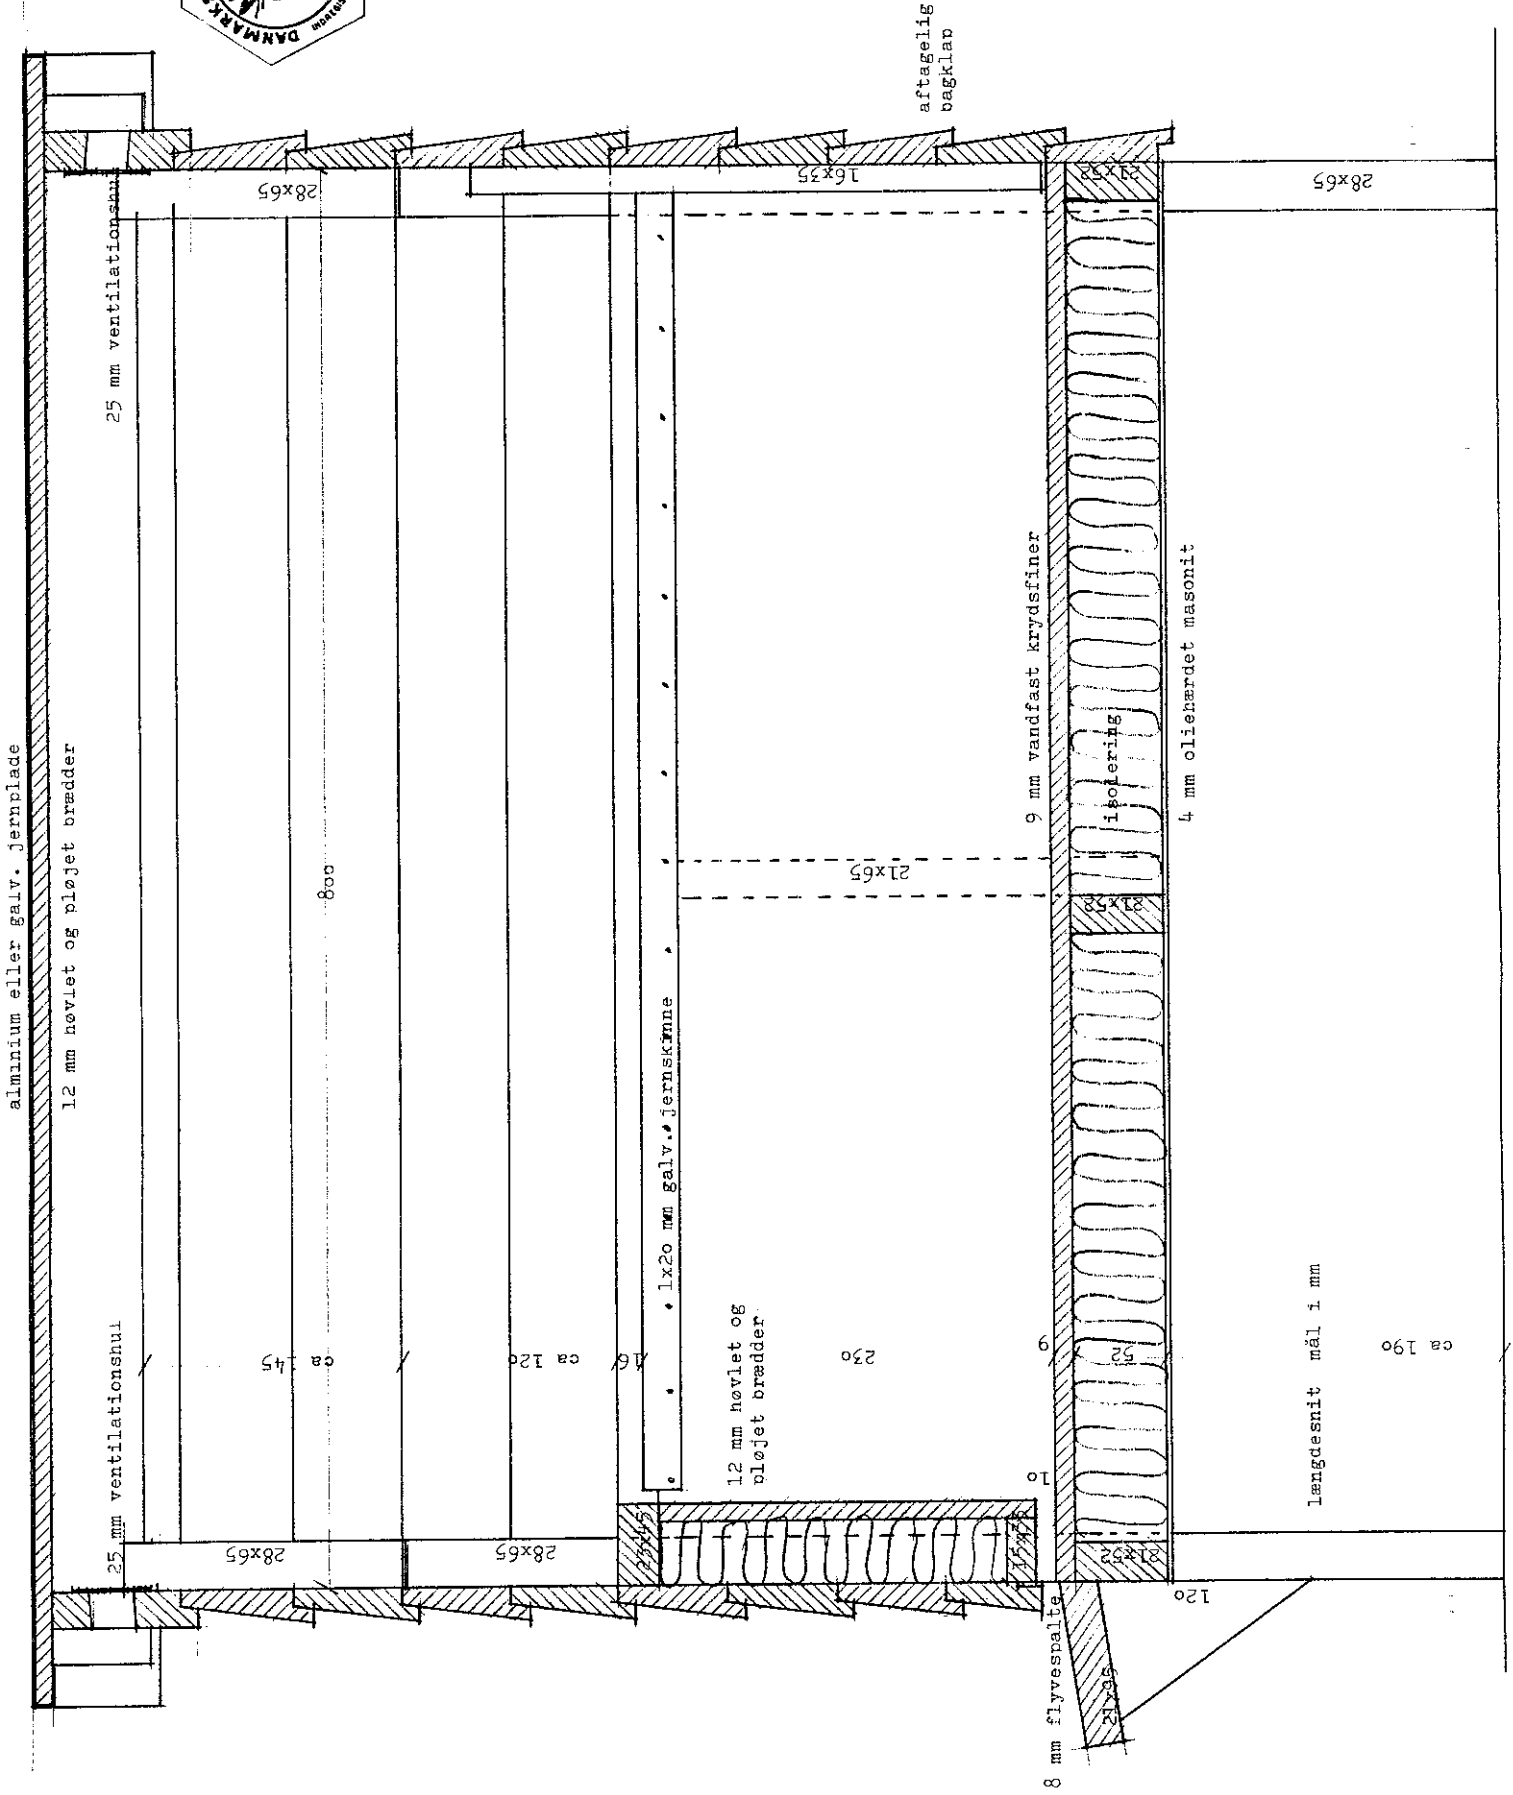 DANMARKS
aftagelig
bagklap
alminium eller galv. jernplade
12 mm høvlet og pløjet brædder
25 mm ventilationshul
25 mm ventilationshul
28x65
16x35
21x52
28x65
800
9 mm vandfast krydsfiner
isolering
4 mm oliehærdet masonit
21x65
21x52
1x20 mm galv. jernskinne
ca 145
ca 120
16
230
9
52
ca 190
12 mm høvlet og
pløjet brædder
10
længdesnit mål i mm
28x65
28x65
21x52
120
8 mm flyvespalte